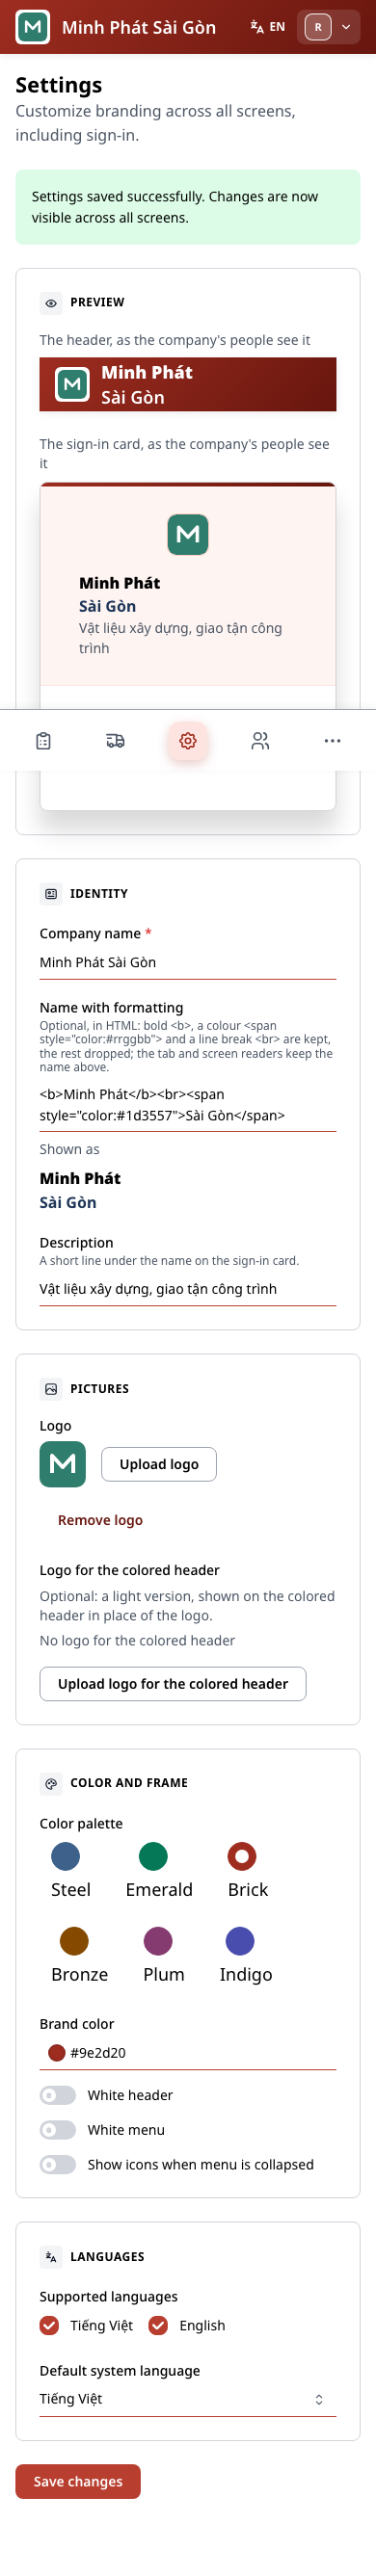 Minh Phát Sài Gòn
EN
R
Settings
Customize branding across all screens,
including sign-in.
Settings saved successfully. Changes are now
visible across all screens.
PREVIEW
The header, as the company's people see it
M
Minh Phát
Sài Gòn
The sign-in card, as the company's people see
it
M
Minh Phát
Sài Gòn
Vật liệu xây dựng, giao tận công
trình
IDENTITY
Company name *
Minh Phát Sài Gòn
Name with formatting
Optional, in HTML: bold <b>, a colour <span
style="color:#rrggbb"> and a line break <br> are kept,
the rest dropped; the tab and screen readers keep the
name above.
<b>Minh Phát</b><br><span
style="color:#1d3557">Sài Gòn</span>
Shown as
Minh Phát
Sài Gòn
Description
A short line under the name on the sign-in card.
Vật liệu xây dựng, giao tận công trình
PICTURES
Logo
M
Upload logo
Remove logo
Logo for the colored header
Optional: a light version, shown on the colored
header in place of the logo.
No logo for the colored header
Upload logo for the colored header
COLOR AND FRAME
Color palette
Steel
Emerald
Brick
Bronze
Plum
Indigo
Brand color
#9e2d20
White header
White menu
Show icons when menu is collapsed
LANGUAGES
Supported languages
Tiếng Việt
English
Default system language
Tiếng Việt
Save changes